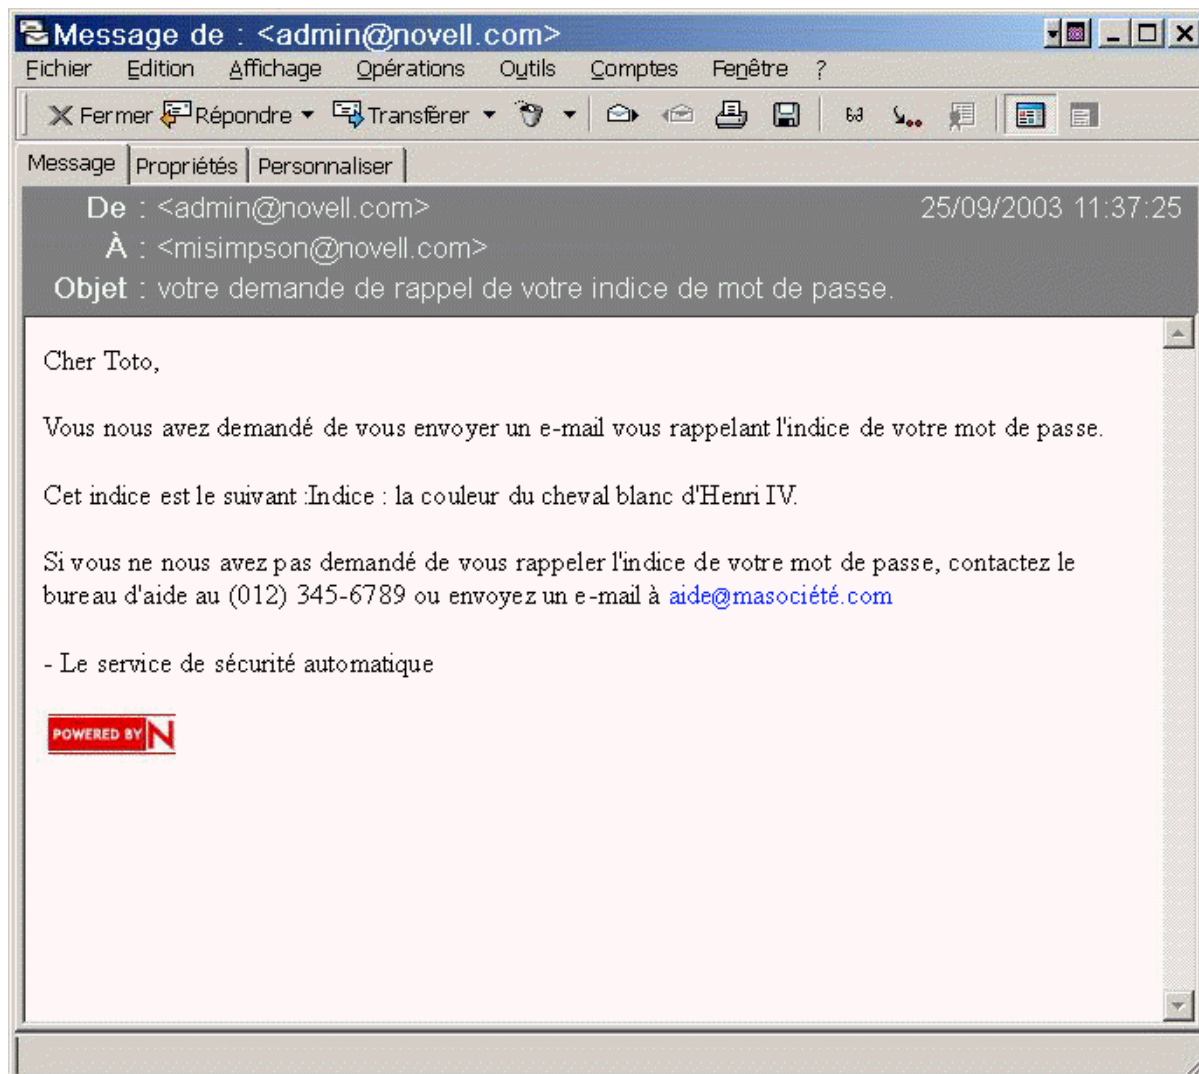 Message de : <admin@novell.com>
Fichier Edition Affichage Opérations Outils Comptes Fenêtre ?
Fermer Répondre Transférer
Message Propriétés Personnaliser
De : <admin@novell.com> 25/09/2003 11:37:25
À : <misimpson@novell.com>
Objet : votre demande de rappel de votre indice de mot de passe.
Cher Toto,
Vous nous avez demandé de vous envoyer un e-mail vous rappelant l'indice de votre mot de passe.
Cet indice est le suivant :Indice : la couleur du cheval blanc d'Henri IV.
Si vous ne nous avez pas demandé de vous rappeler l'indice de votre mot de passe, contactez le
bureau d'aide au (012) 345-6789 ou envoyez un e-mail à aide@masociété.com
- Le service de sécurité automatique
POWERED BY N